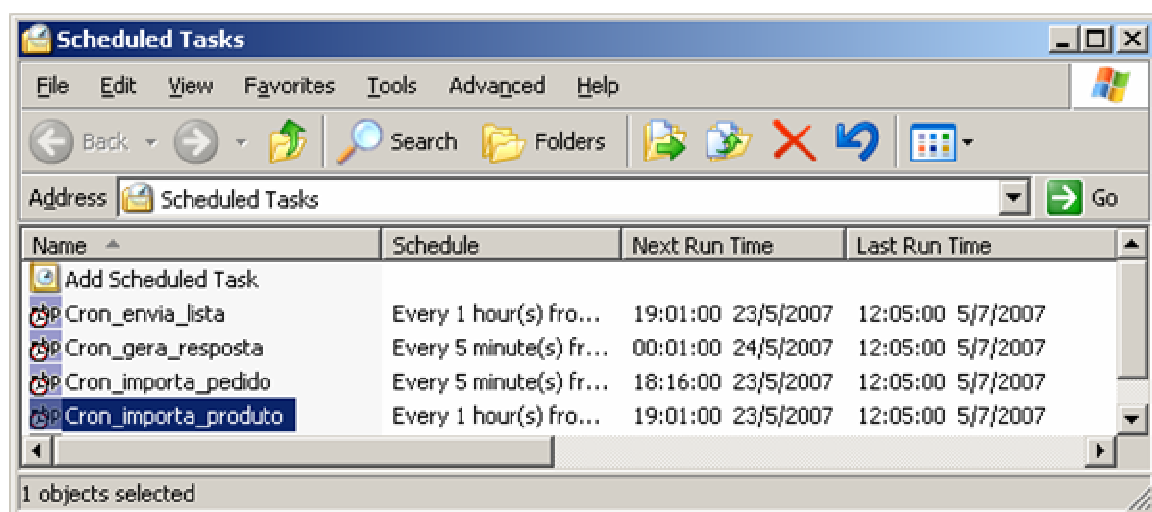 Scheduled Tasks
File Edit View Favorites Tools Advanced Help
Back Search Folders
Address Scheduled Tasks Go
Name Schedule Next Run Time Last Run Time
Add Scheduled Task
Cron_envia_lista Every 1 hour(s) fro... 19:01:00 23/5/2007 12:05:00 5/7/2007
Cron_gera_resposta Every 5 minute(s) fr... 00:01:00 24/5/2007 12:05:00 5/7/2007
Cron_importa_pedido Every 5 minute(s) fr... 18:16:00 23/5/2007 12:05:00 5/7/2007
Cron_importa_produto Every 1 hour(s) fro... 19:01:00 23/5/2007 12:05:00 5/7/2007
1 objects selected